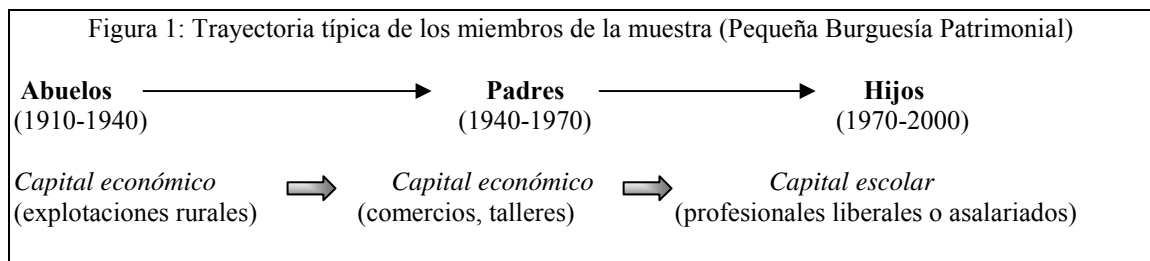 Figura 1: Trayectoria típica de los miembros de la muestra (Pequeña Burguesía Patrimonial)
Abuelos Padres Hijos
(1910-1940) (1940-1970) (1970-2000)
Capital económico Capital económico Capital escolar
(explotaciones rurales) (comercios, talleres) (profesionales liberales o asalariados)